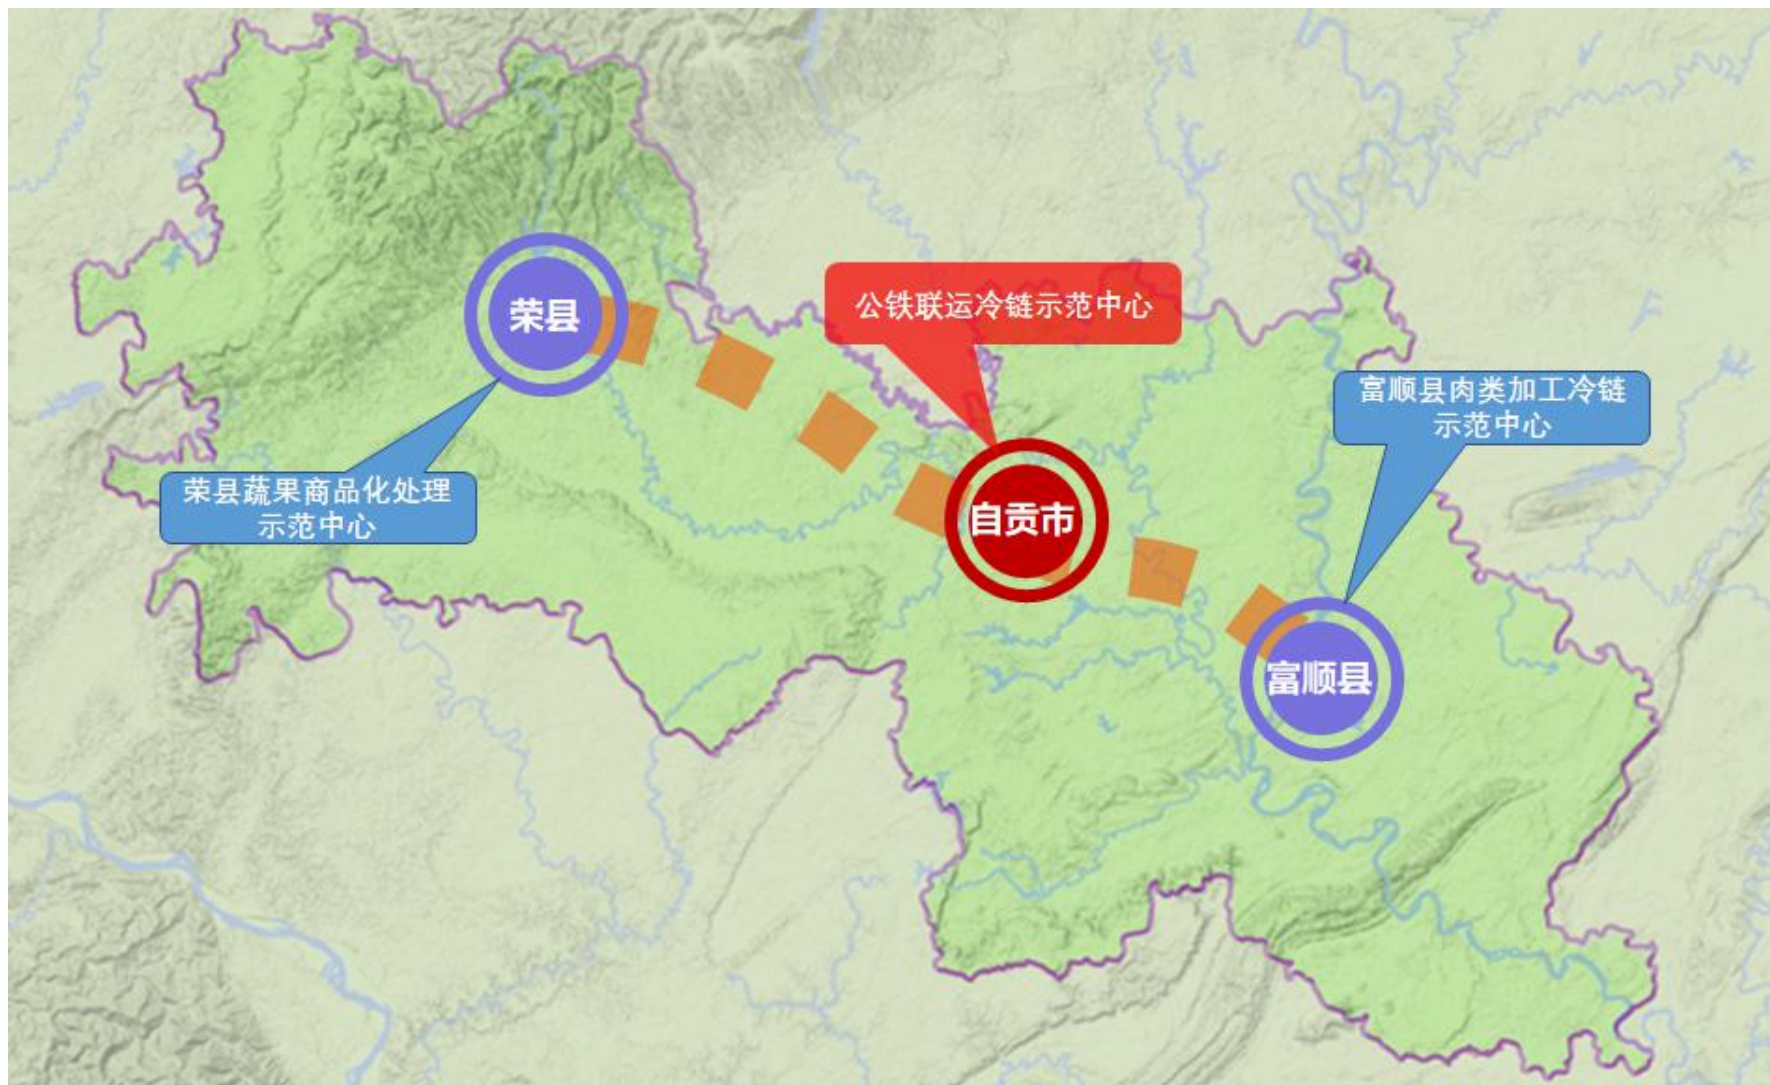 公铁联运冷链示范中心
荣县
富顺县肉类加工冷链
示范中心
荣县蔬果商品化处理
示范中心
自贡市
富顺县